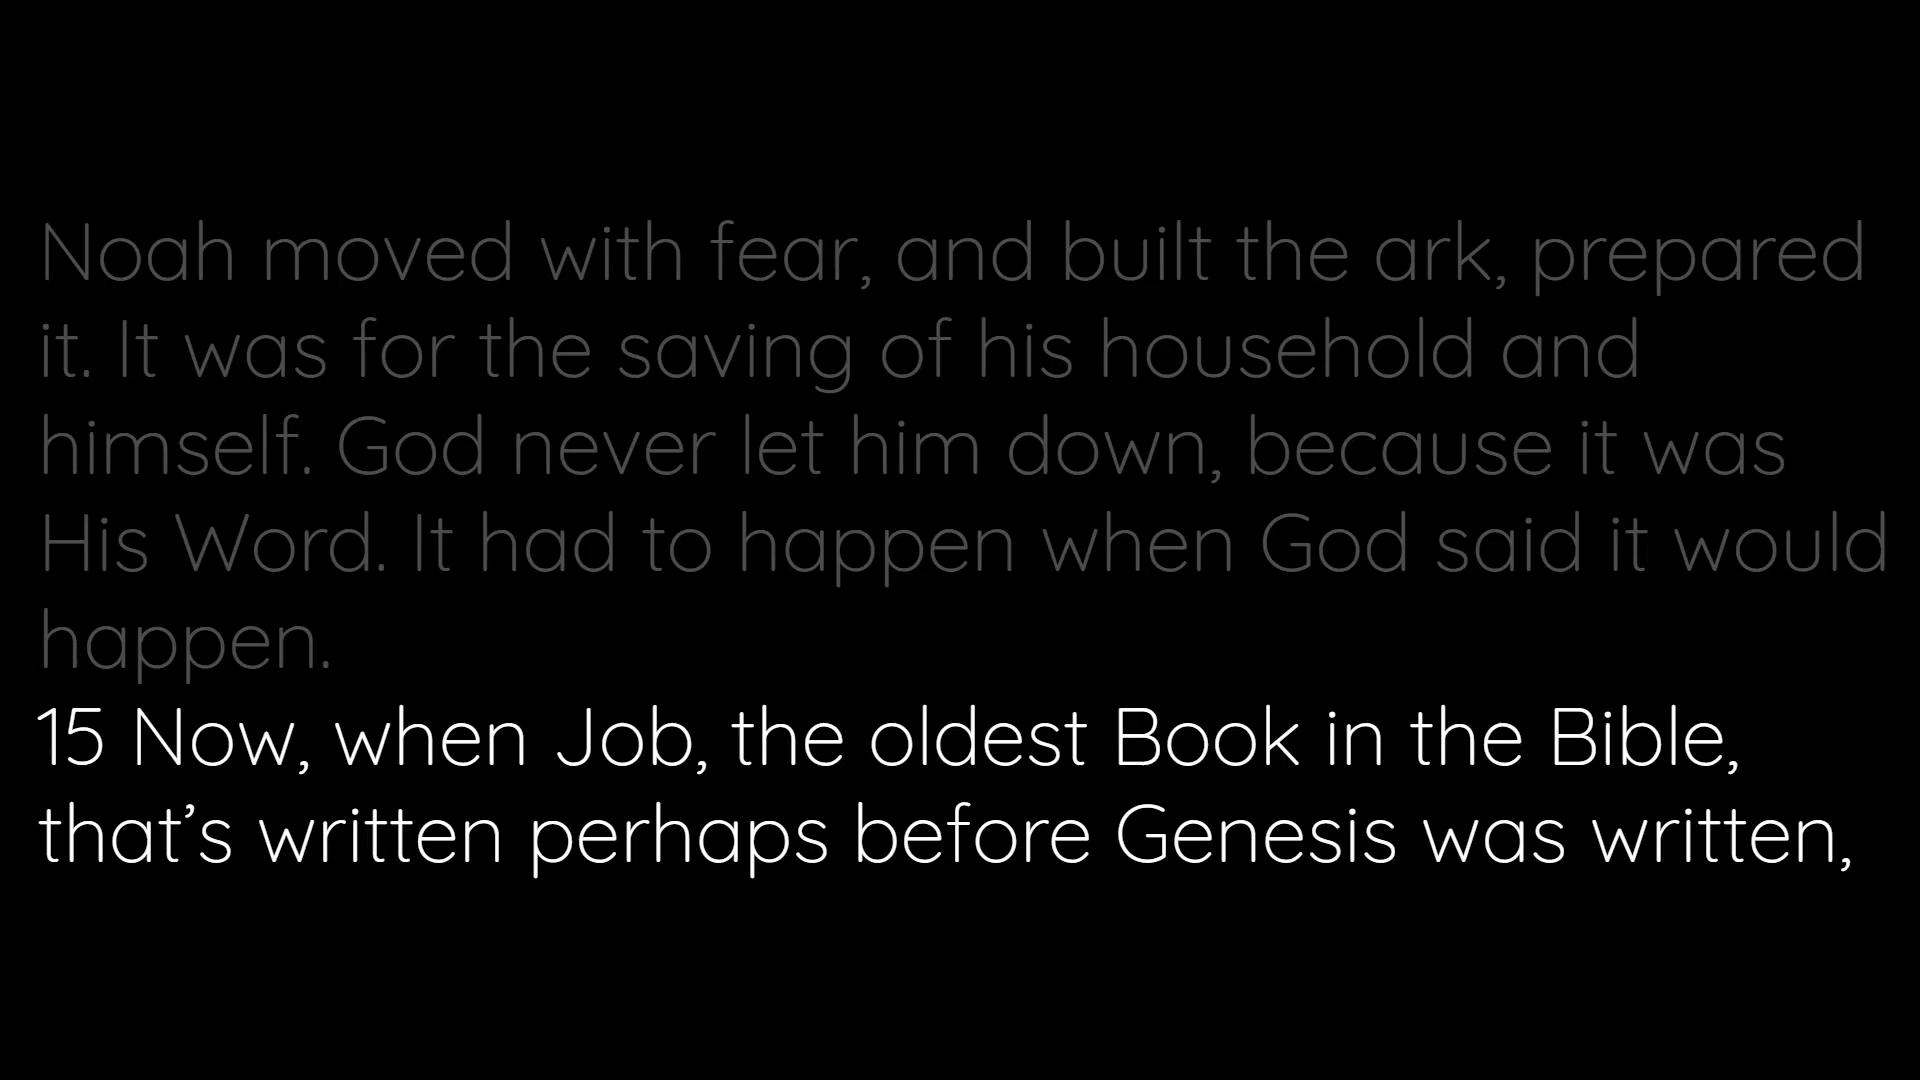 Noah moved with fear, and built the ark, prepared
it. It was for the saving of his household and
himself. God never let him down, because it was
His Word. It had to happen when God said it would
happen.
15 Now, when Job, the oldest Book in the Bible,
that’s written perhaps before Genesis was written,